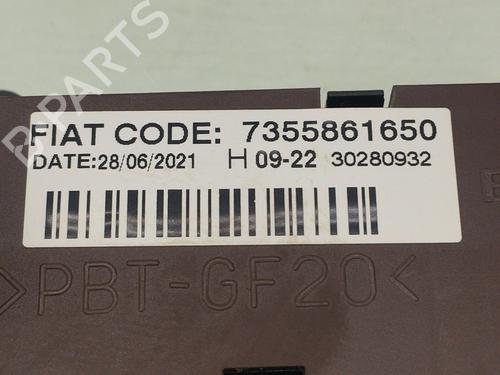 B PARTS
FIAT CODE: 7355861650
DATE:28/06/2021 H 09-22 30280932
>PBT-GF20<